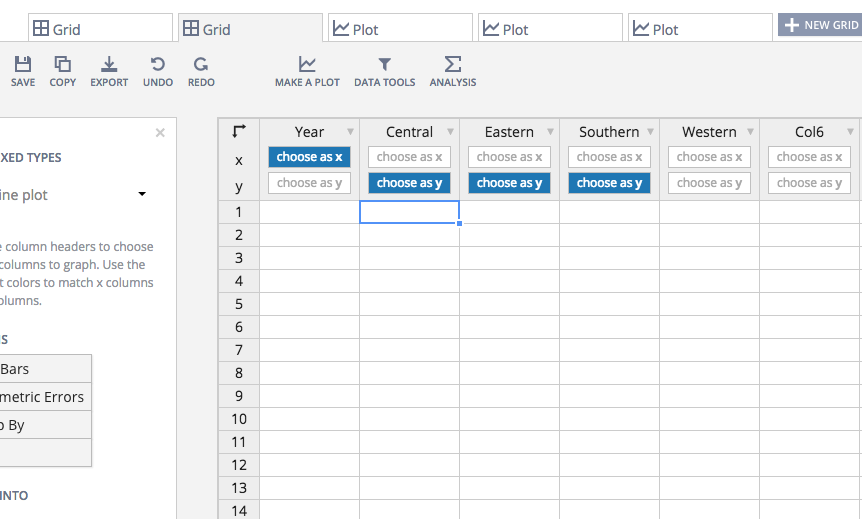 Grid Grid Plot Plot Plot NEW GRID
SAVE COPY EXPORT UNDO REDO MAKE A PLOT DATA TOOLS ANALYSIS
×
XED TYPES
ine plot
e column headers to choose
columns to graph. Use the
t colors to match x columns
olumns.
S
Bars
metric Errors
p By
INTO
Year Central Eastern Southern Western Col6
x choose as x choose as x choose as x choose as x choose as x choose as x
y choose as y choose as y choose as y choose as y choose as y choose as y
1
2
3
4
5
6
7
8
9
10
11
12
13
14